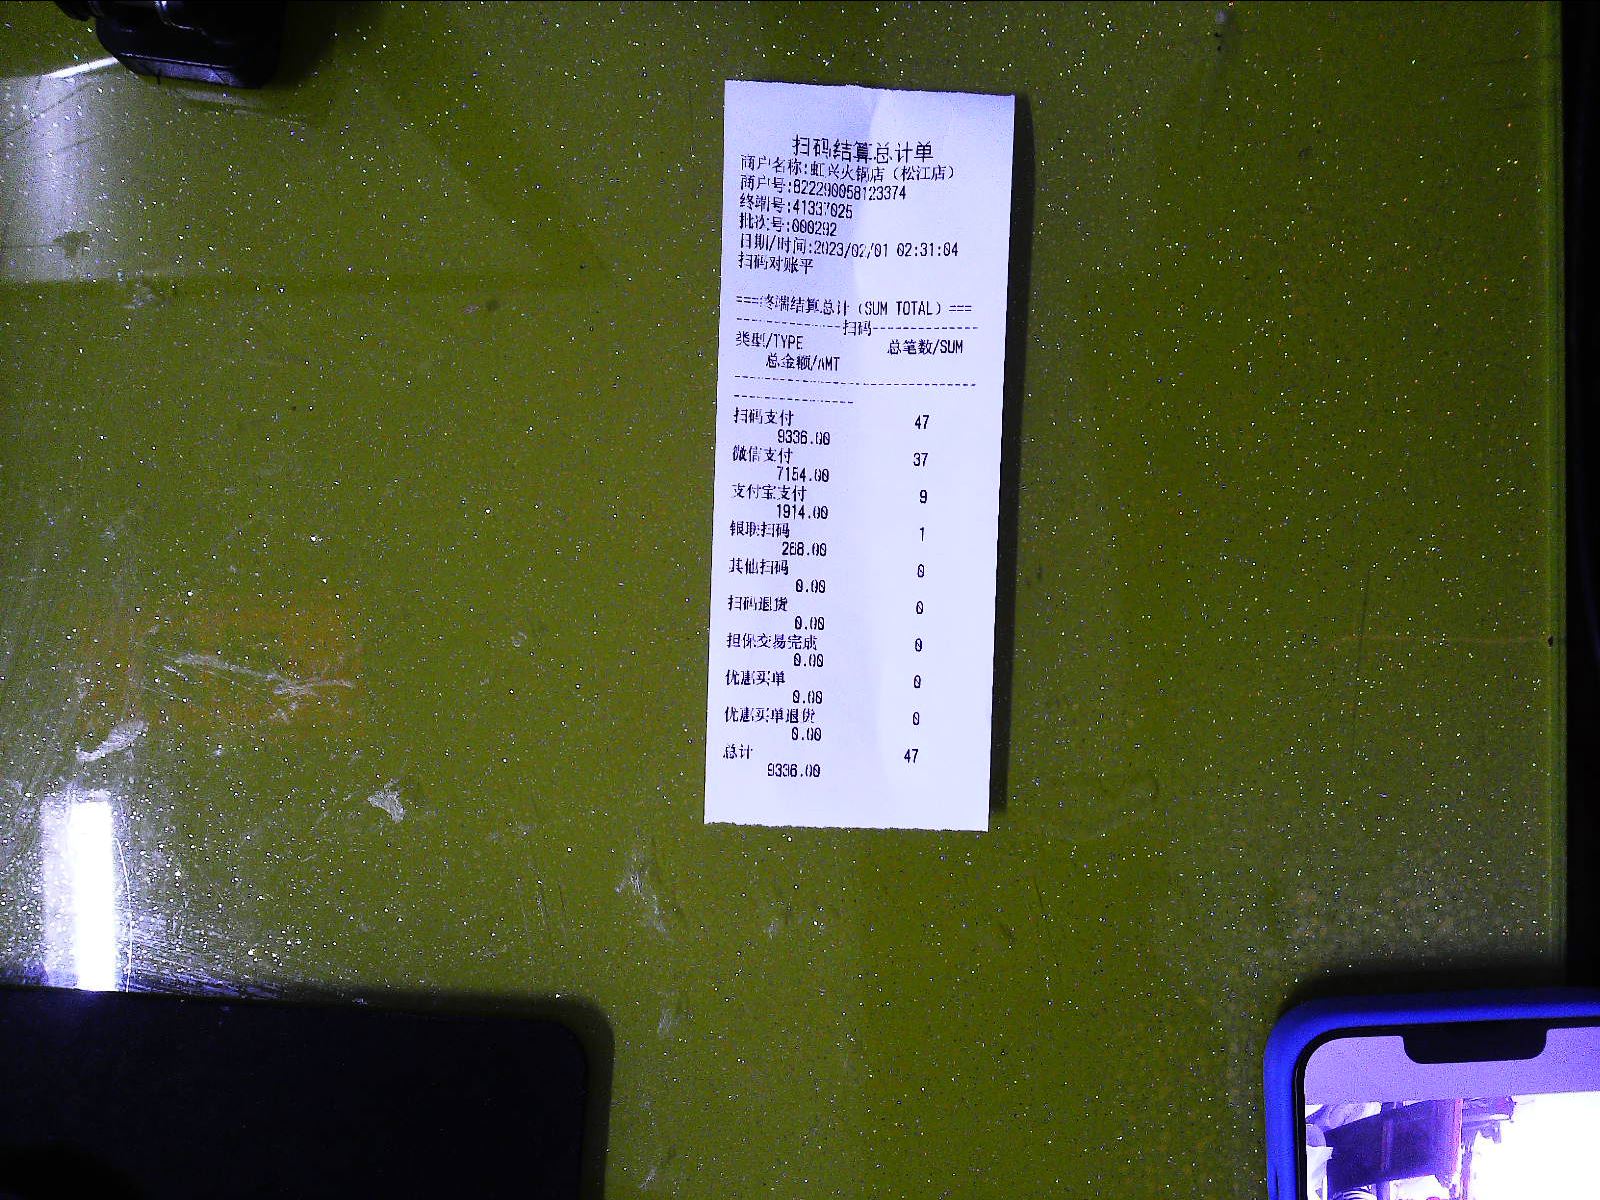 扫码结算总计单
商户名称:虹兴火锅店（松江店）
商户号:822290058123374
终端号:41337025
批次号:000292
日期/时间:2023/02/01 02:31:04
扫码对账平
===终端结算总计（SUM TOTAL）===
--------------扫码--------------
类型/TYPE 总笔数/SUM
总金额/AMT
--------------------------------
----------------
扫码支付 47
9336.00
微信支付 37
7154.00
支付宝支付 9
1914.00
银联扫码 1
268.00
其他扫码 0
0.00
扫码退货 0
0.00
担保交易完成 0
0.00
优惠买单 0
0.00
优惠买单退货 0
0.00
总计 47
9336.00